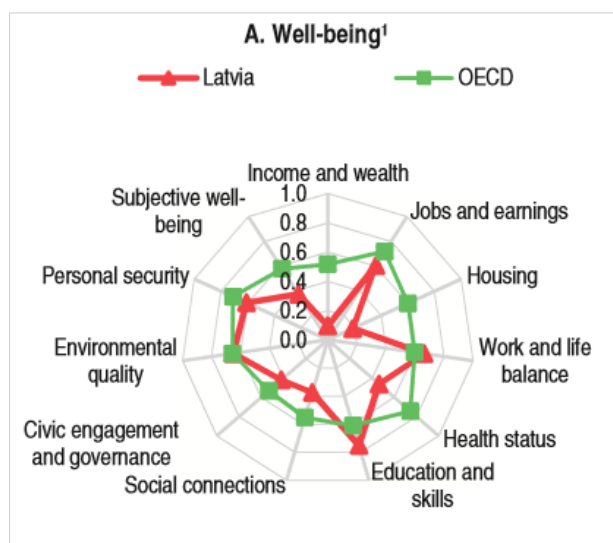 A. Well-being¹
Latvia
OECD
Income and wealth
1.0
0.8
0.6
0.4
0.2
0.0
Jobs and earnings
Housing
Work and life
balance
Health status
Education and
skills
Social connections
Civic engagement
and governance
Environmental
quality
Personal security
Subjective well-
being